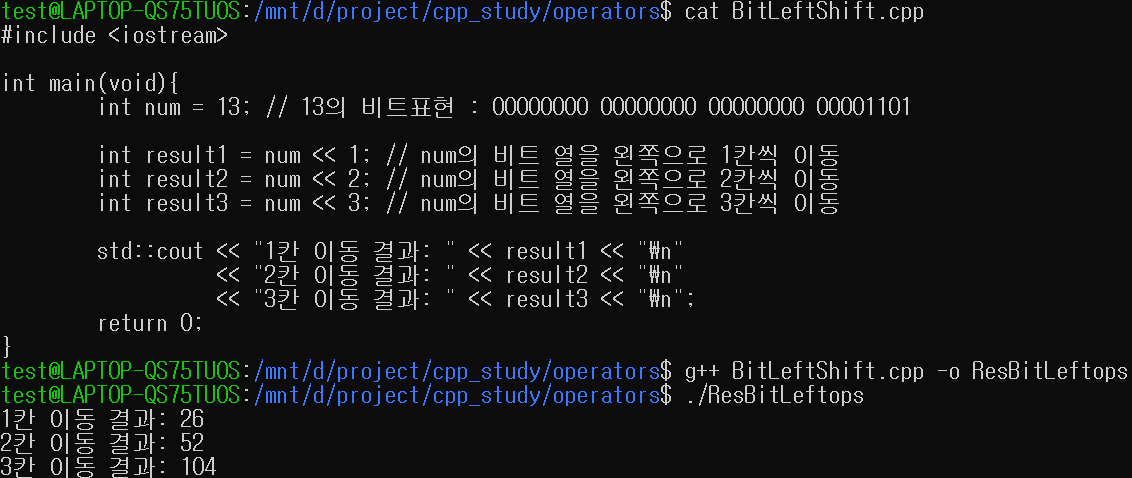 test@LAPTOP-QS75TUOS:/mnt/d/project/cpp_study/operators$ cat BitLeftShift.cpp
#include <iostream>
int main(void){
int num = 13; // 13의 비트표현 : 00000000 00000000 00000000 00001101
int result1 = num << 1; // num의 비트 열을 왼쪽으로 1칸씩 이동
int result2 = num << 2; // num의 비트 열을 왼쪽으로 2칸씩 이동
int result3 = num << 3; // num의 비트 열을 왼쪽으로 3칸씩 이동
std::cout << "1칸 이동 결과: " << result1 << "₩n"
<< "2칸 이동 결과: " << result2 << "₩n"
<< "3칸 이동 결과: " << result3 << "₩n";
return 0;
}
test@LAPTOP-QS75TUOS:/mnt/d/project/cpp_study/operators$ g++ BitLeftShift.cpp -o ResBitLeftops
test@LAPTOP-QS75TUOS:/mnt/d/project/cpp_study/operators$ ./ResBitLeftops
1칸 이동 결과: 26
2칸 이동 결과: 52
3칸 이동 결과: 104